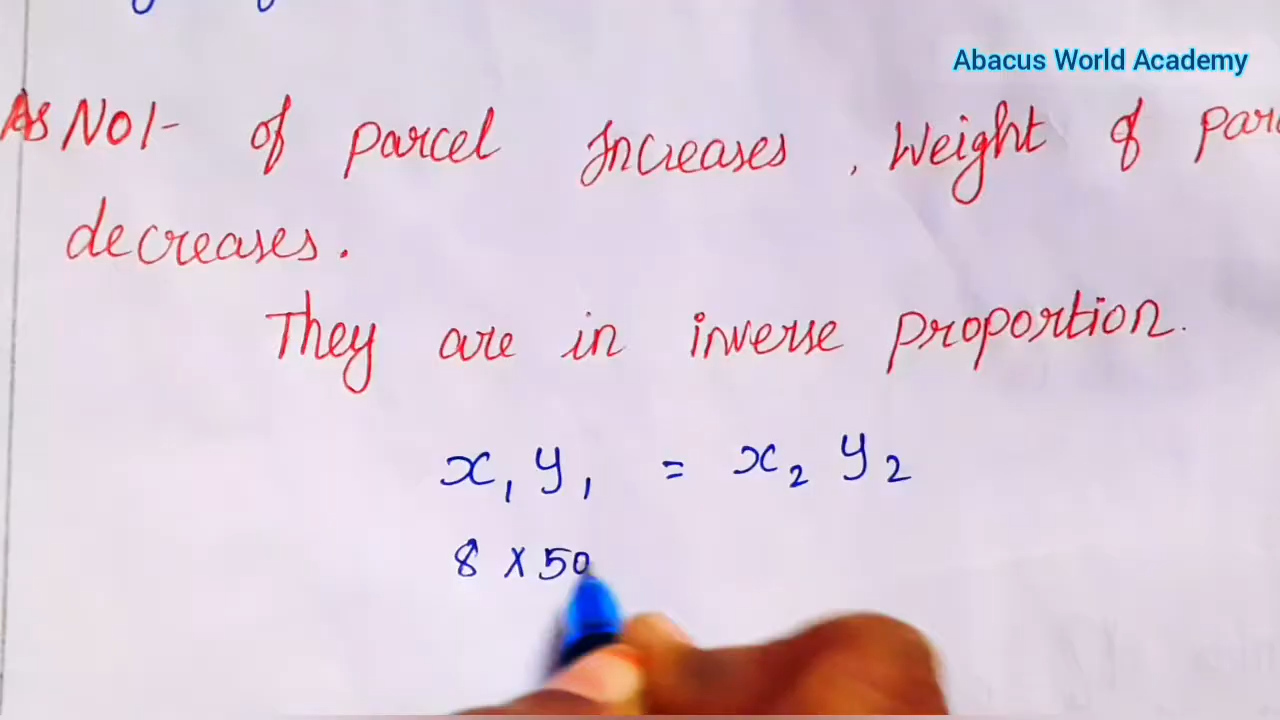 Abacus World Academy
As No1- of parcel Increases, Weight of
decreases.
They are in inverse proportion.
x₁ y₁ = x₂ y₂
8 × 50